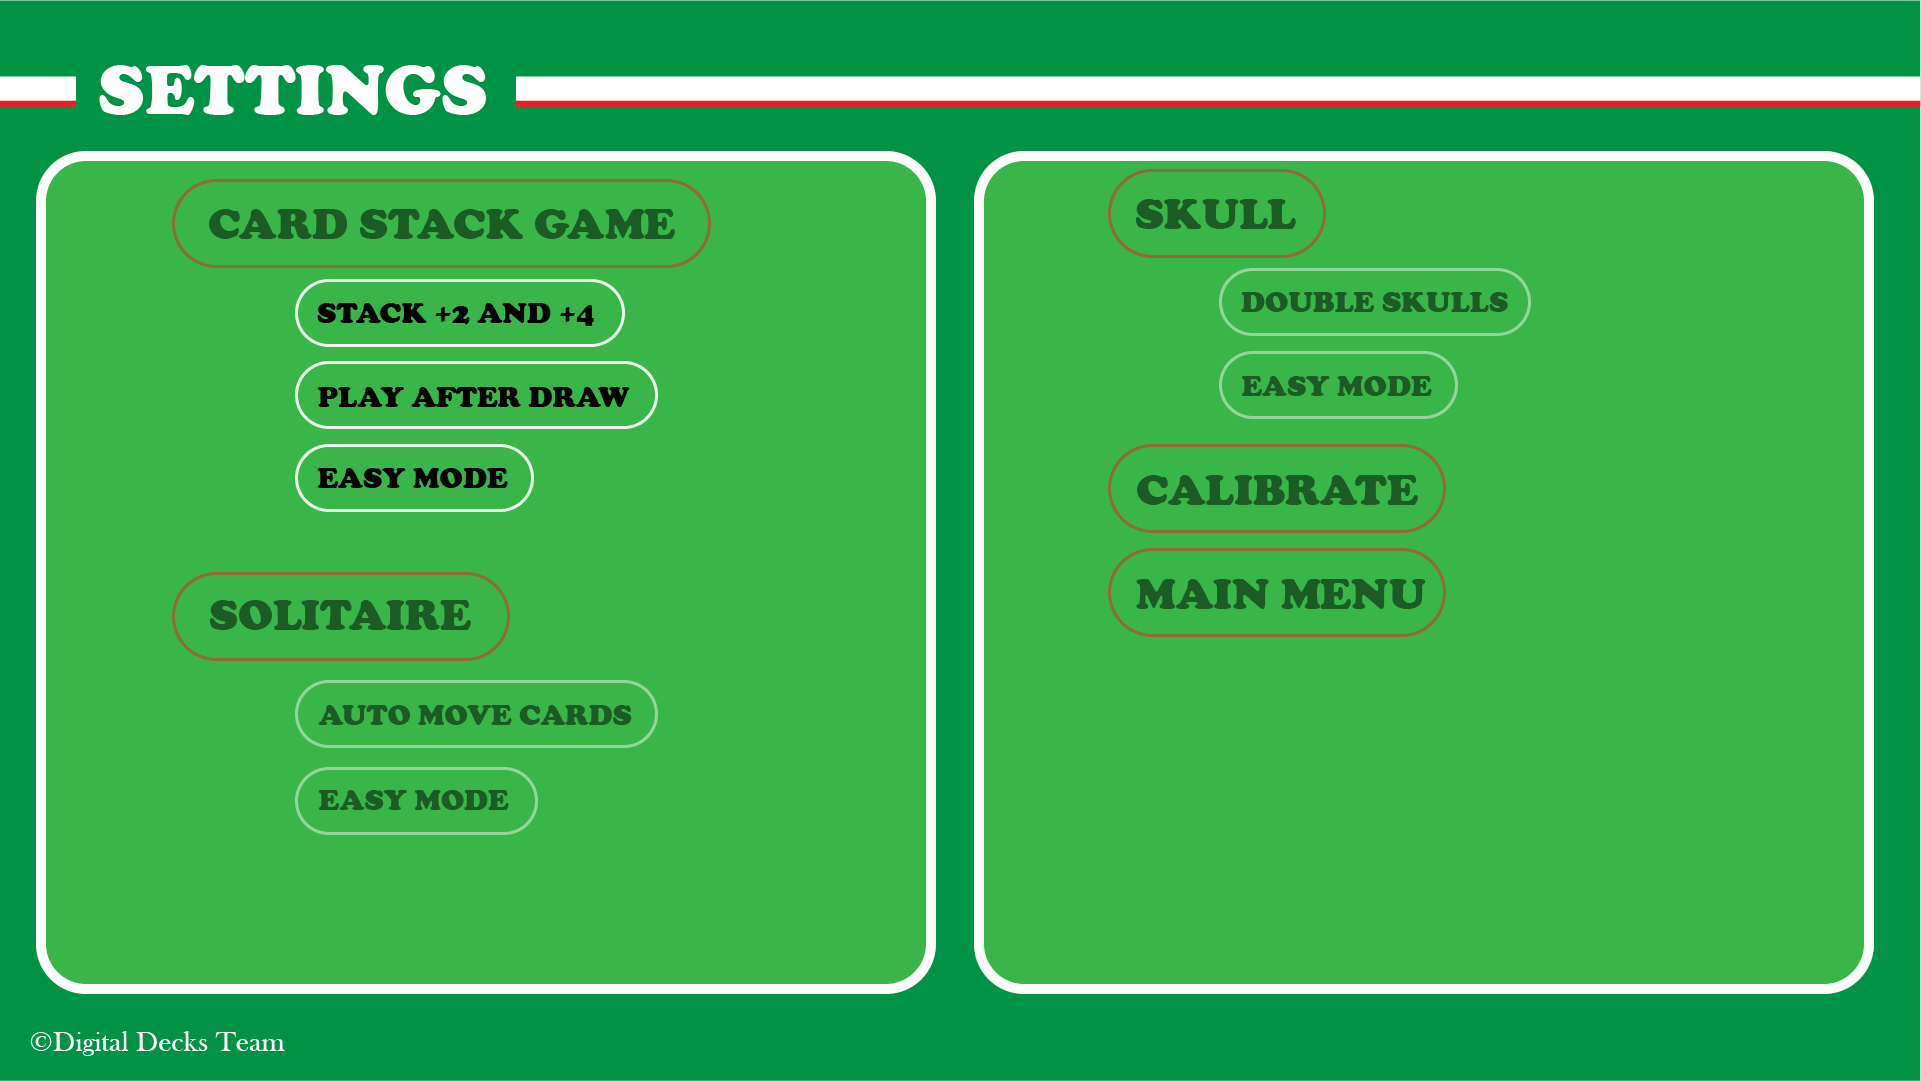 SETTINGS
CARD STACK GAME
STACK +2 AND +4
PLAY AFTER DRAW
EASY MODE
SOLITAIRE
AUTO MOVE CARDS
EASY MODE
SKULL
DOUBLE SKULLS
EASY MODE
CALIBRATE
MAIN MENU
©Digital Decks Team